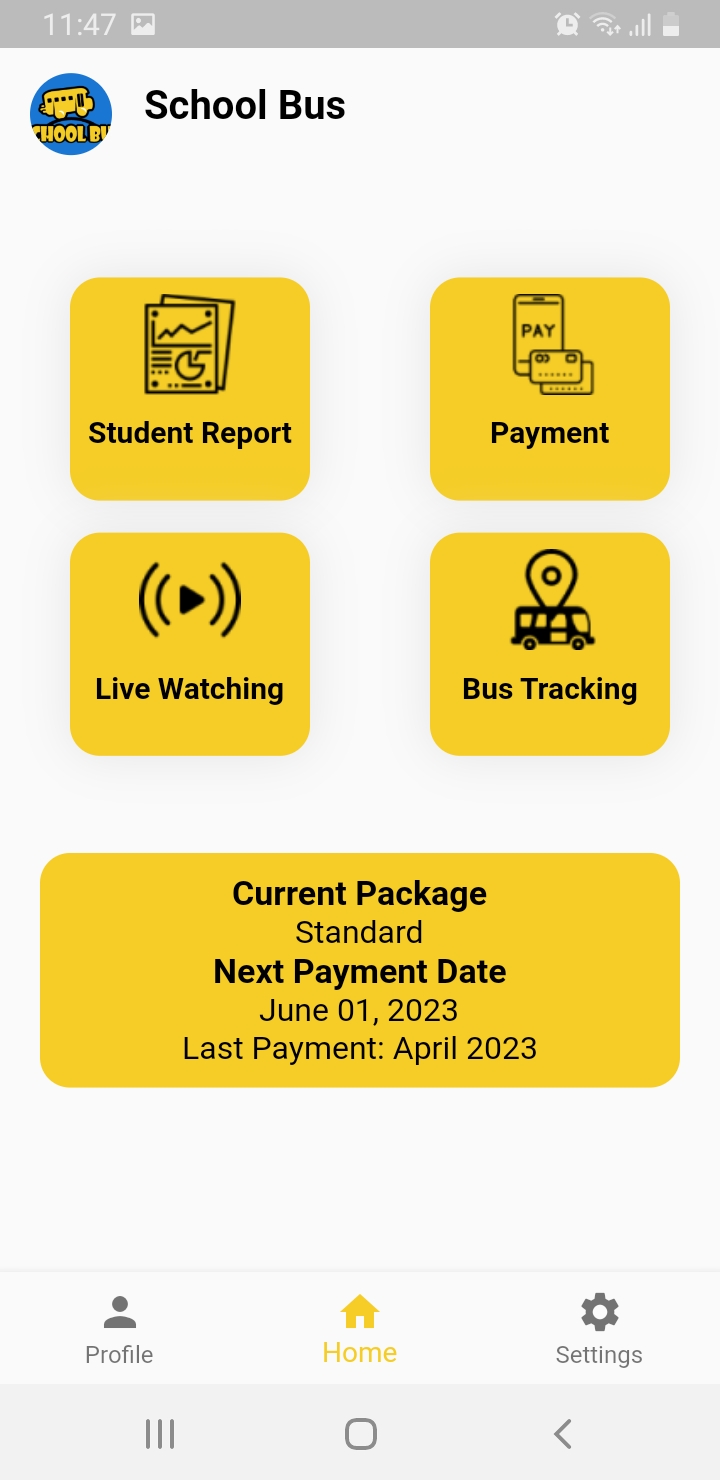 11:47
School Bus
CHOOL BU
PAY
Student Report
Payment
Live Watching
Bus Tracking
Current Package
Standard
Next Payment Date
June 01, 2023
Last Payment: April 2023
Profile
Home
Settings